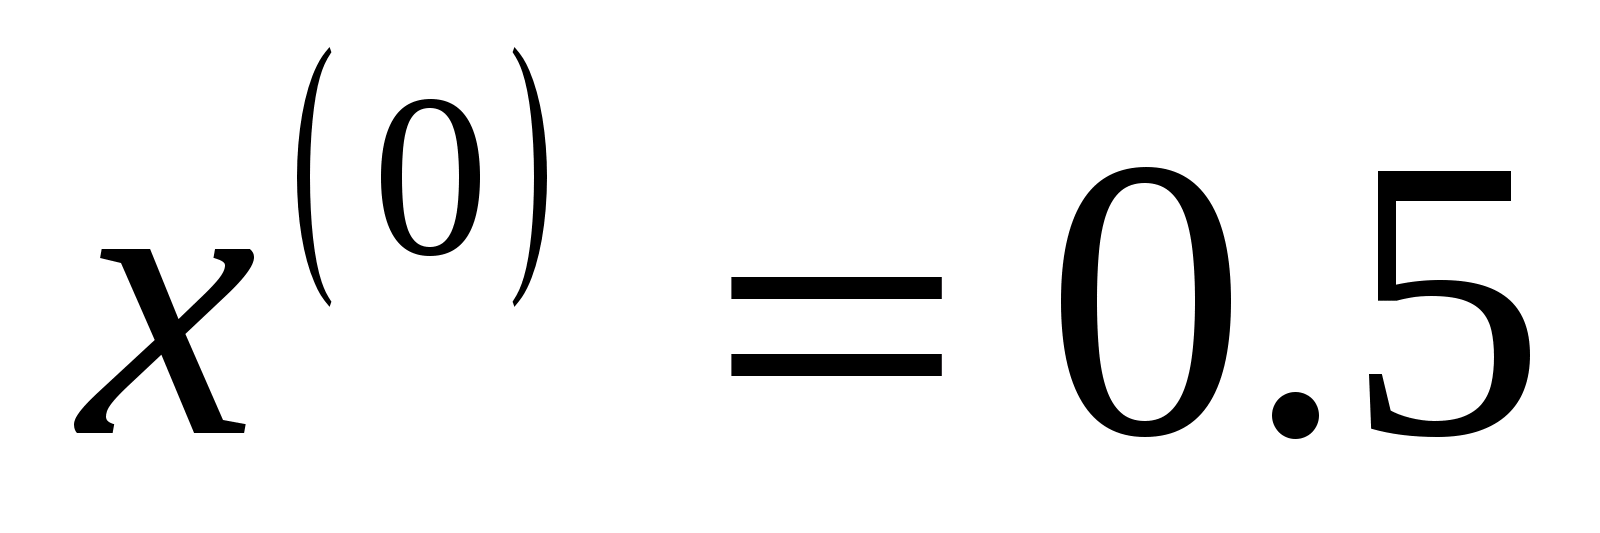 x^{(0)} = 0.5